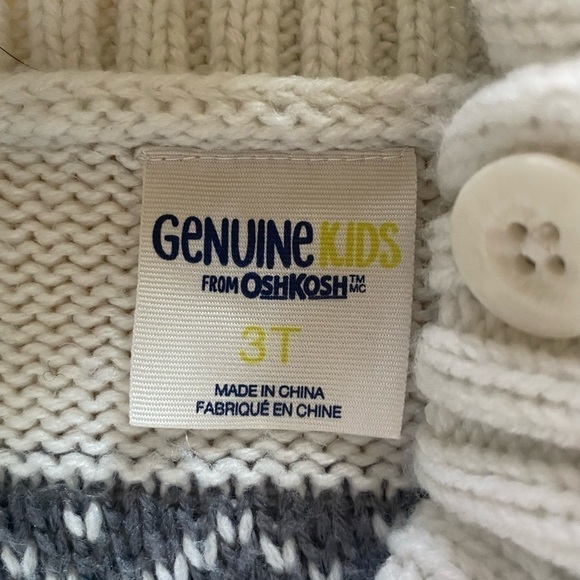 GENUINE KIDS
FROM OSHKOSH TM MC
3T
MADE IN CHINA
FABRIQUÉ EN CHINE